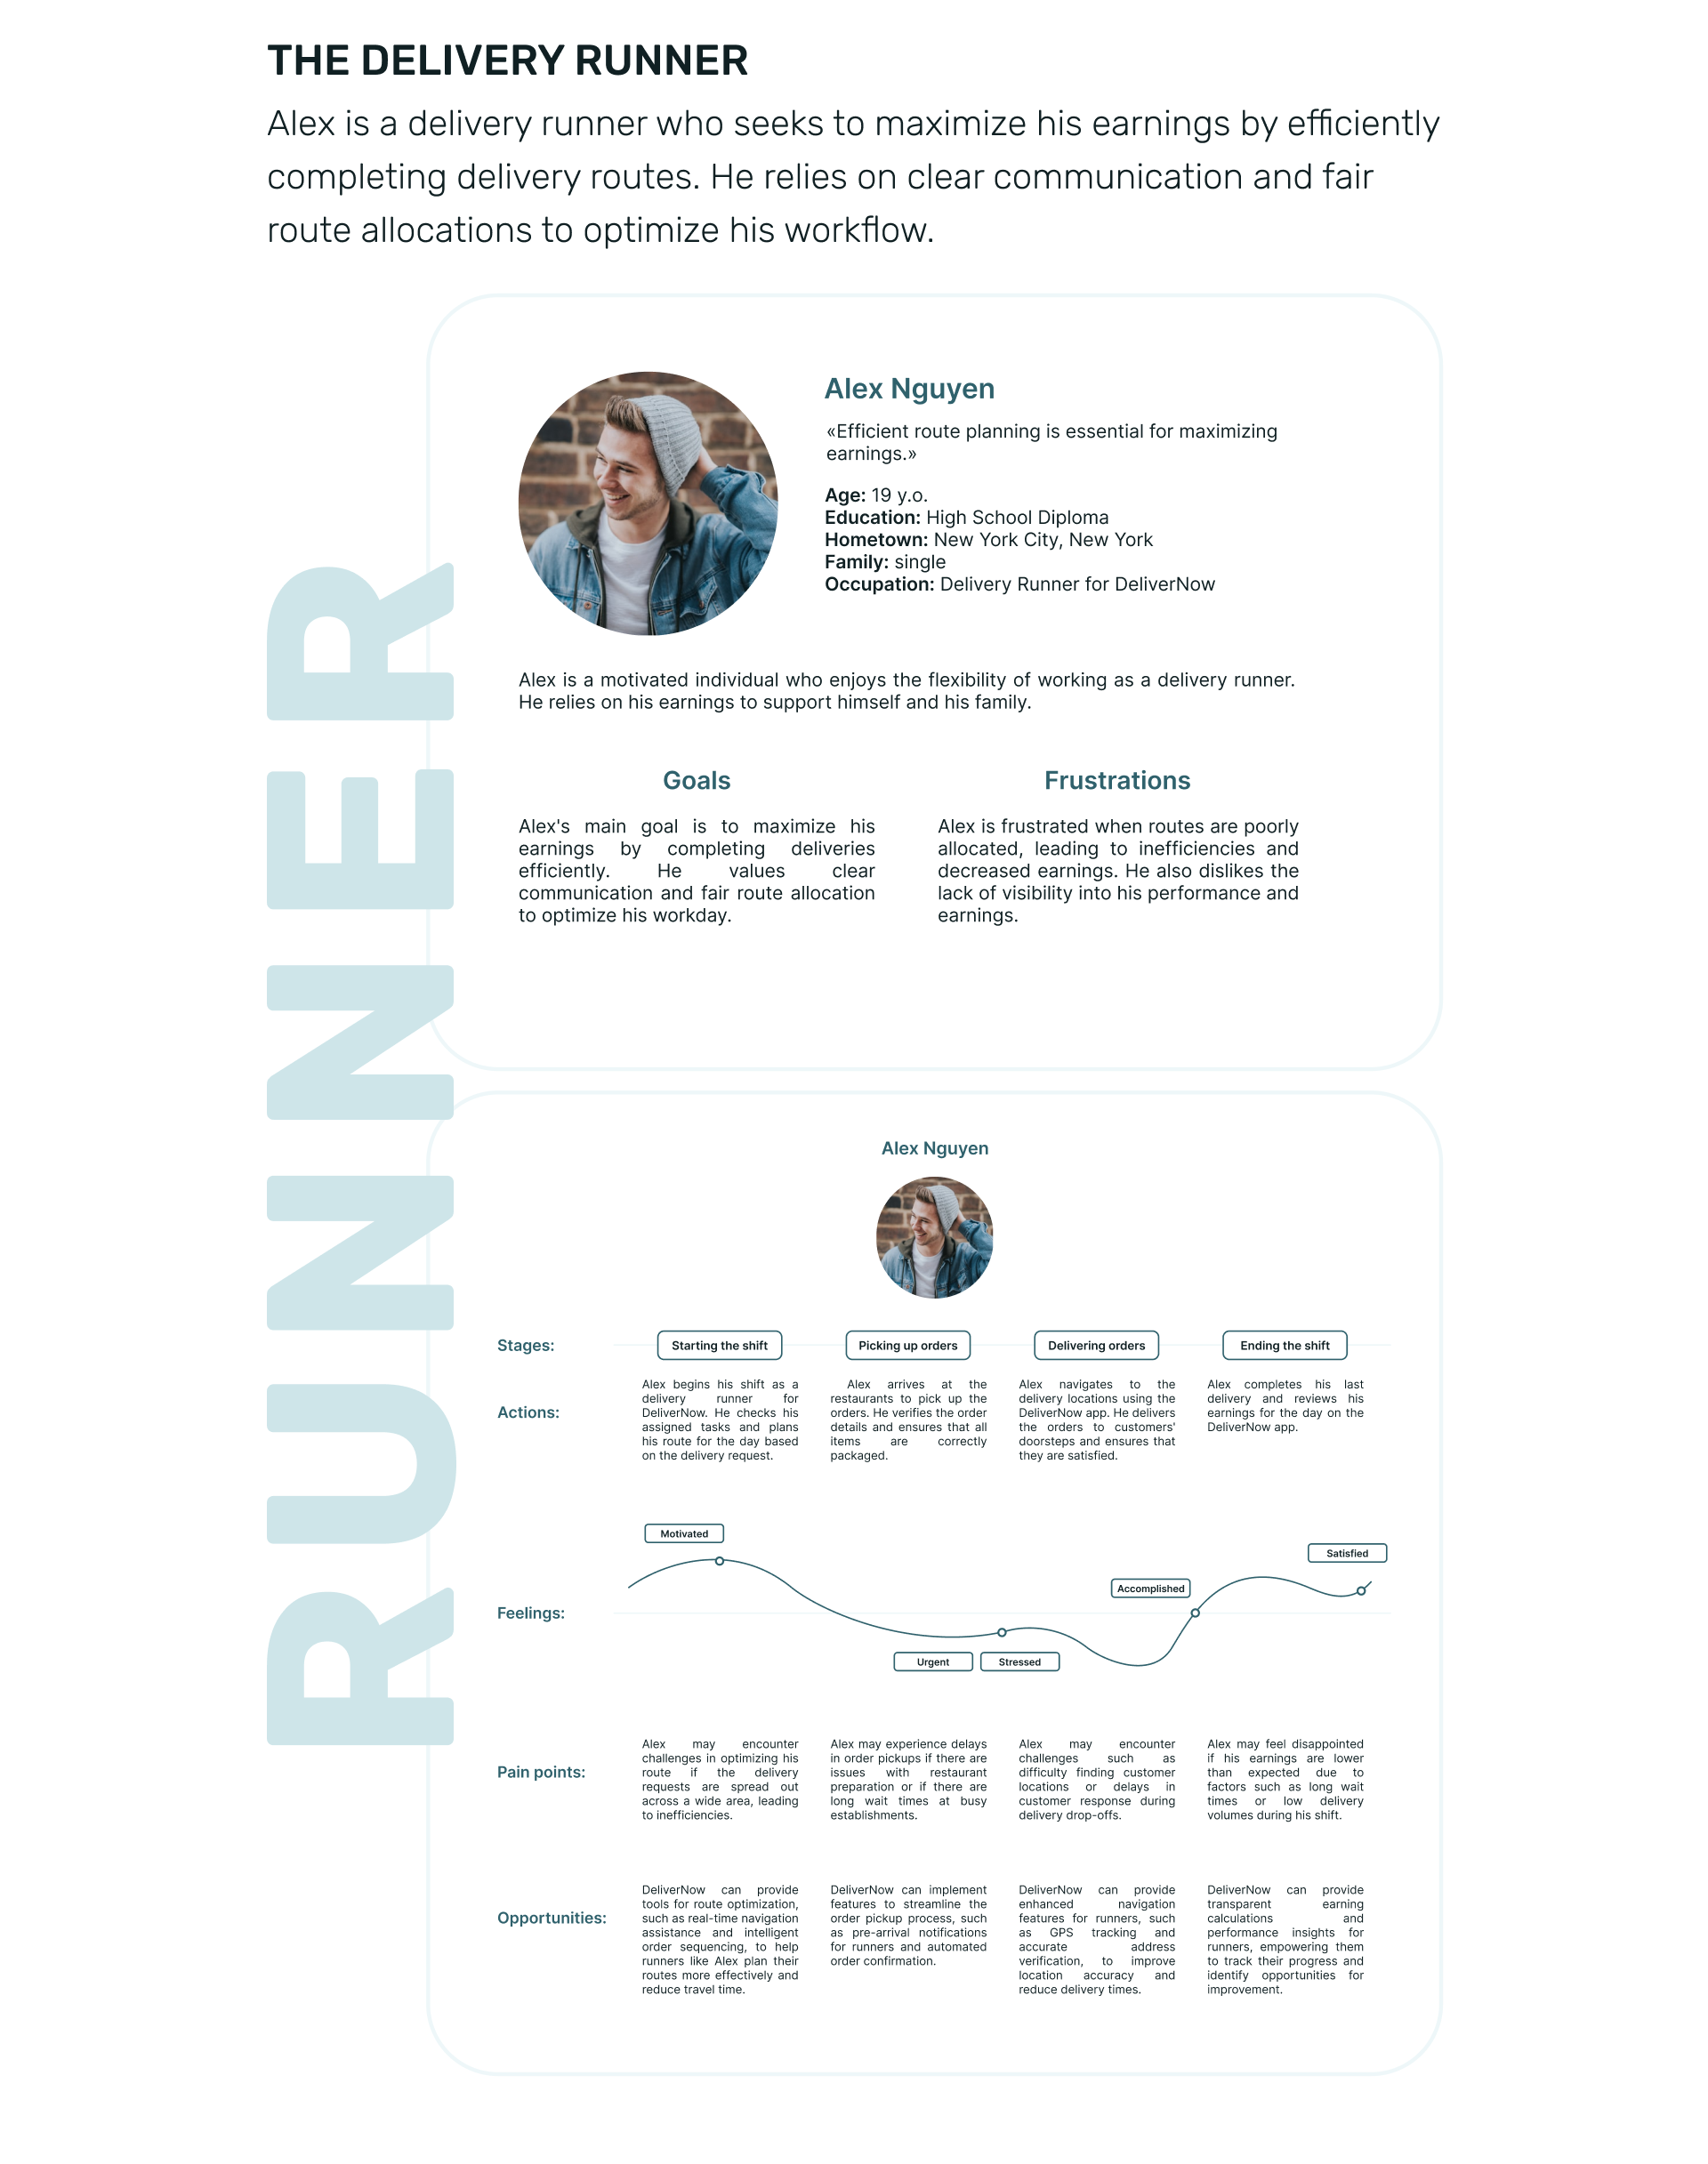 THE DELIVERY RUNNER
Alex is a delivery runner who seeks to maximize his earnings by efficiently
completing delivery routes. He relies on clear communication and fair
route allocations to optimize his workflow.
RUNNER
Alex Nguyen
«Efficient route planning is essential for maximizing
earnings.»
Age: 19 y.o.
Education: High School Diploma
Hometown: New York City, New York
Family: single
Occupation: Delivery Runner for DeliverNow
Alex is a motivated individual who enjoys the flexibility of working as a delivery runner.
He relies on his earnings to support himself and his family.
Goals
Alex's main goal is to maximize his
earnings by completing deliveries
efficiently. He values clear
communication and fair route allocation
to optimize his workday.
Frustrations
Alex is frustrated when routes are poorly
allocated, leading to inefficiencies and
decreased earnings. He also dislikes the
lack of visibility into his performance and
earnings.
Alex Nguyen
Stages:
Starting the shift
Picking up orders
Delivering orders
Ending the shift
Actions:
Alex begins his shift as a
delivery runner for
DeliverNow. He checks his
assigned tasks and plans
his route for the day based
on the delivery request.
Alex arrives at the
restaurants to pick up the
orders. He verifies the order
details and ensures that all
items are correctly
packaged.
Alex navigates to the
delivery locations using the
DeliverNow app. He delivers
the orders to customers'
doorsteps and ensures that
they are satisfied.
Alex completes his last
delivery and reviews his
earnings for the day on the
DeliverNow app.
Feelings:
Motivated
Urgent
Stressed
Accomplished
Satisfied
Pain points:
Alex may encounter
challenges in optimizing his
route if the delivery
requests are spread out
across a wide area, leading
to inefficiencies.
Alex may experience delays
in order pickups if there are
issues with restaurant
preparation or if there are
long wait times at busy
establishments.
Alex may encounter
challenges such as
difficulty finding customer
locations or delays in
customer response during
delivery drop-offs.
Alex may feel disappointed
if his earnings are lower
than expected due to
factors such as long wait
times or low delivery
volumes during his shift.
Opportunities:
DeliverNow can provide
tools for route optimization,
such as real-time navigation
assistance and intelligent
order sequencing, to help
runners like Alex plan their
routes more effectively and
reduce travel time.
DeliverNow can implement
features to streamline the
order pickup process, such
as pre-arrival notifications
for runners and automated
order confirmation.
DeliverNow can provide
enhanced navigation
features for runners, such
as GPS tracking and
accurate address
verification, to improve
location accuracy and
reduce delivery times.
DeliverNow can provide
transparent earning
calculations and
performance insights for
runners, empowering them
to track their progress and
identify opportunities for
improvement.